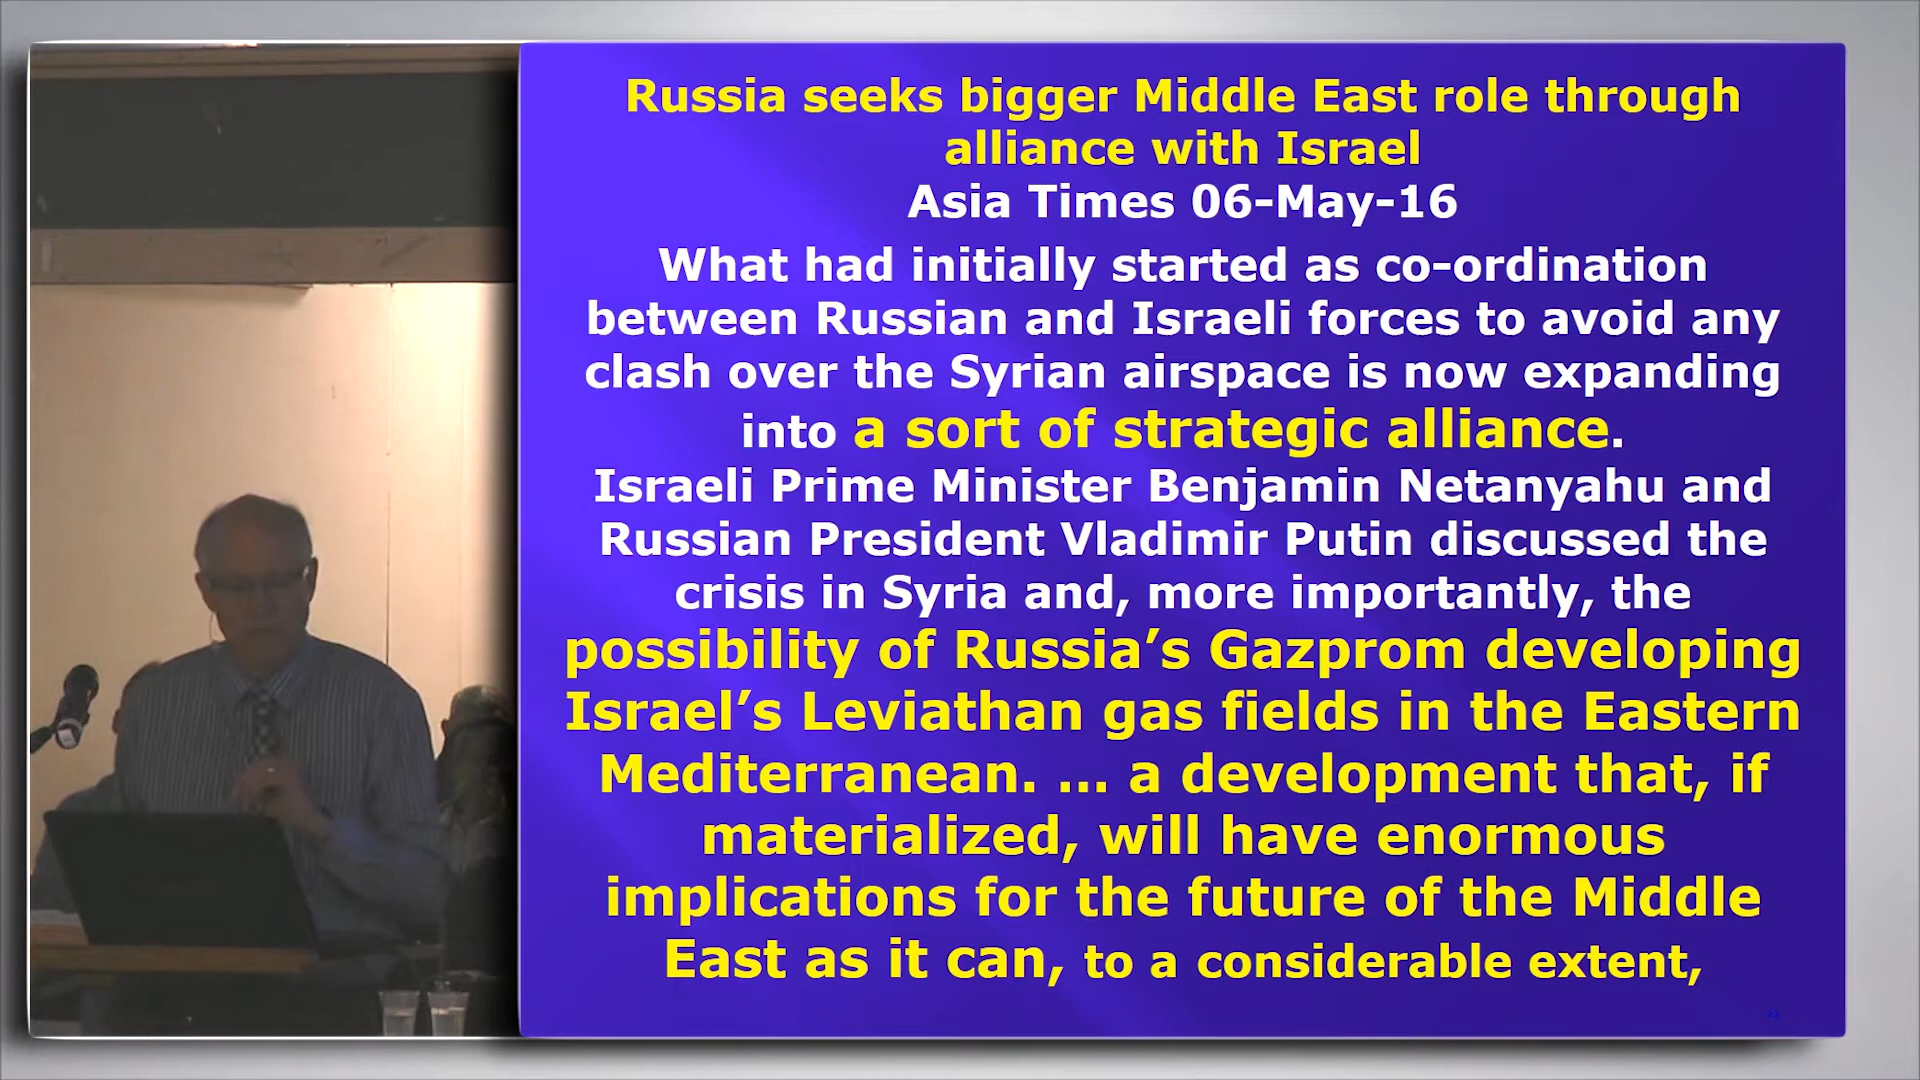 Russia seeks bigger Middle East role through
alliance with Israel
Asia Times 06-May-16
What had initially started as co-ordination
between Russian and Israeli forces to avoid any
clash over the Syrian airspace is now expanding
into a sort of strategic alliance.
Israeli Prime Minister Benjamin Netanyahu and
Russian President Vladimir Putin discussed the
crisis in Syria and, more importantly, the
possibility of Russia’s Gazprom developing
Israel’s Leviathan gas fields in the Eastern
Mediterranean. ... a development that, if
materialized, will have enormous
implications for the future of the Middle
East as it can, to a considerable extent,